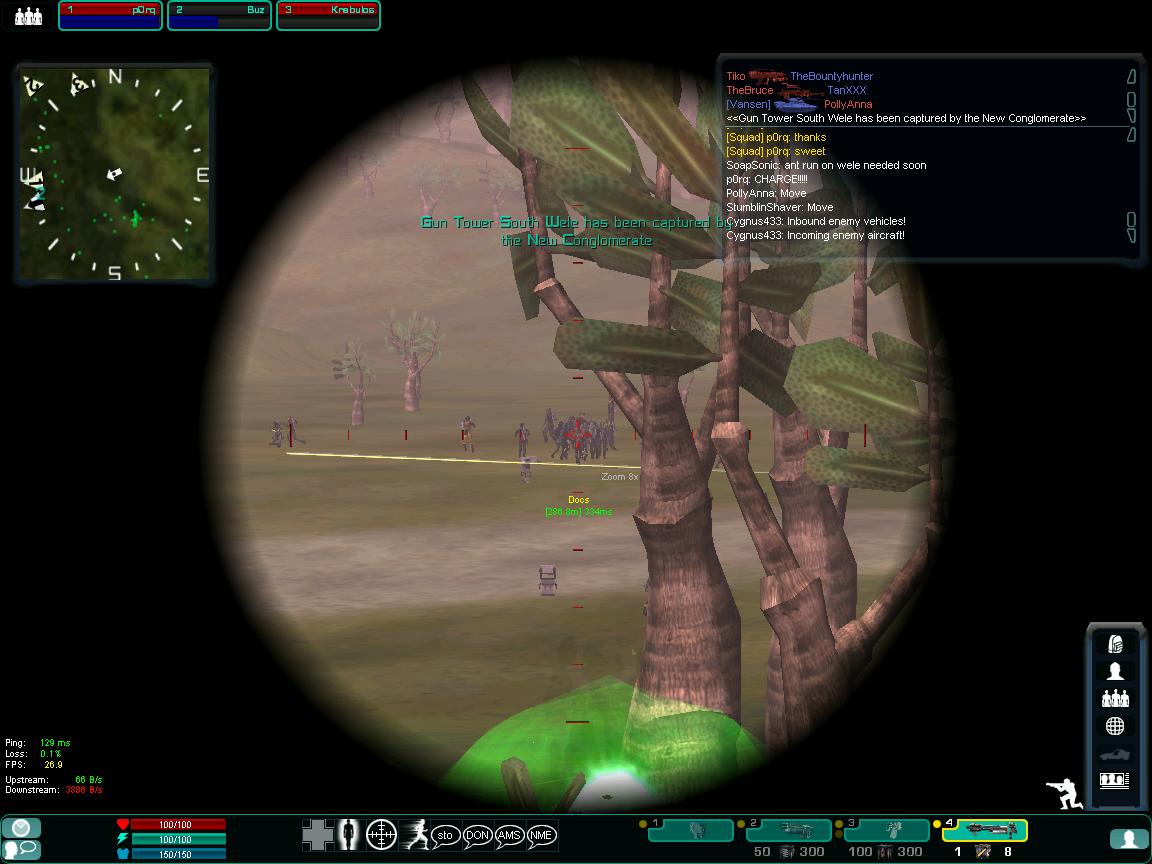 1 p0rq
2 Buz
3 Krebulos
N
W
E
S
Tiko TheBountyhunter
TheBruce TanXXX
[Vansen] PollyAnna
<<Gun Tower South Wele has been captured by the New Conglomerate>>
[Squad] p0rq: thanks
[Squad] p0rq: sweet
SoapSonic: ant run on wele needed soon
p0rq: CHARGE!!!!!
PollyAnna: Move
StumblinShaver: Move
Cygnus433: Inbound enemy vehicles!
Cygnus433: Incoming enemy aircraft!
Gun Tower South Wele has been captured by
the New Conglomerate
Zoom 8x
Docs
[296.8m] 334ms
Ping: 129 ms
Loss: 0.1%
FPS: 26.9
Upstream: 66 B/s
Downstream: 3886 B/s
100/100
100/100
150/150
sto
DON
AMS
NME
1
2
3
4
50 300
100 300
1 8